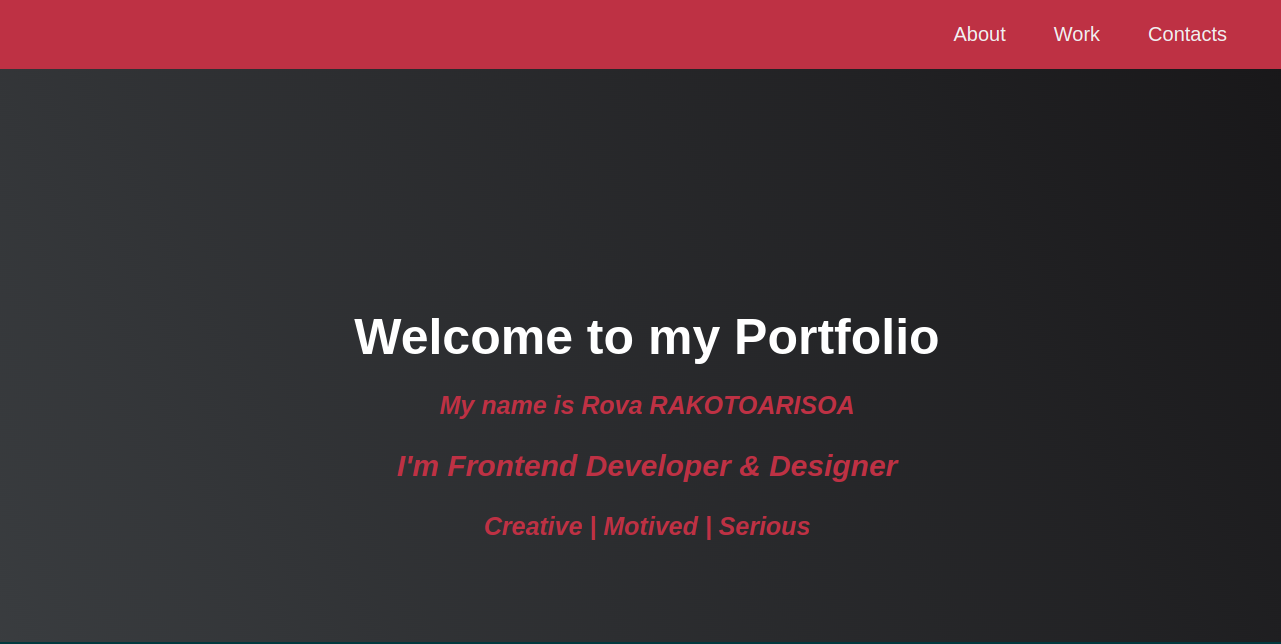 About Work Contacts
Welcome to my Portfolio
My name is Rova RAKOTOARISOA
I'm Frontend Developer & Designer
Creative | Motived | Serious